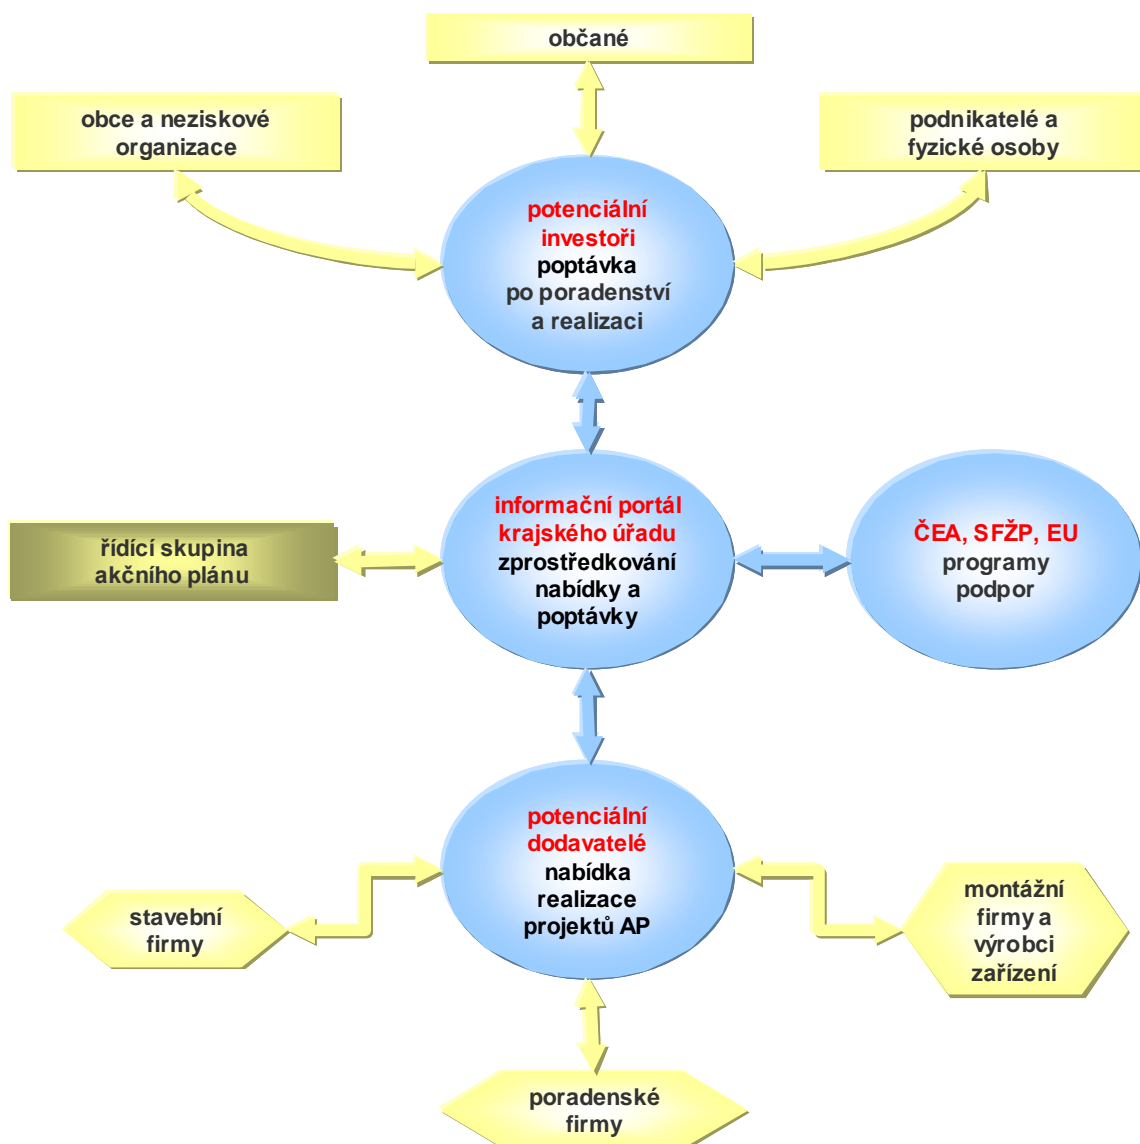 občané
obce a neziskové
organizace
podnikatelé a
fyzické osoby
potenciální
investoři
poptávka
po poradenství
a realizaci
řídící skupina
akčního plánu
informační portál
krajského úřadu
zprostředkování
nabídky a
poptávky
ČEA, SFŽP, EU
programy
podpor
potenciální
dodavatelé
nabídka
realizace
projektů AP
stavební
firmy
montážní
firmy a
výrobci
zařízení
poradenské
firmy